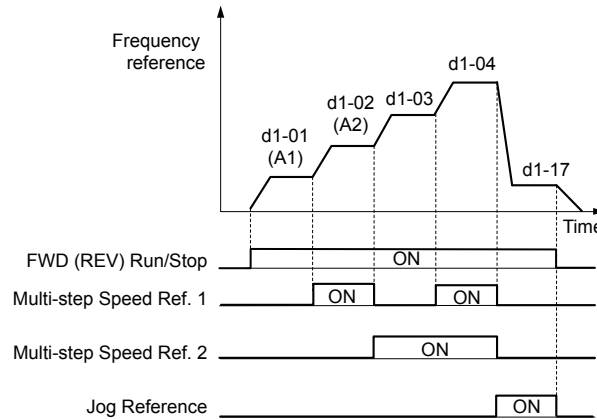 Frequency
reference
d1-01
(A1)
d1-02
(A2)
d1-03
d1-04
d1-17
Time
FWD (REV) Run/Stop
ON
Multi-step Speed Ref. 1
ON
ON
Multi-step Speed Ref. 2
ON
Jog Reference
ON